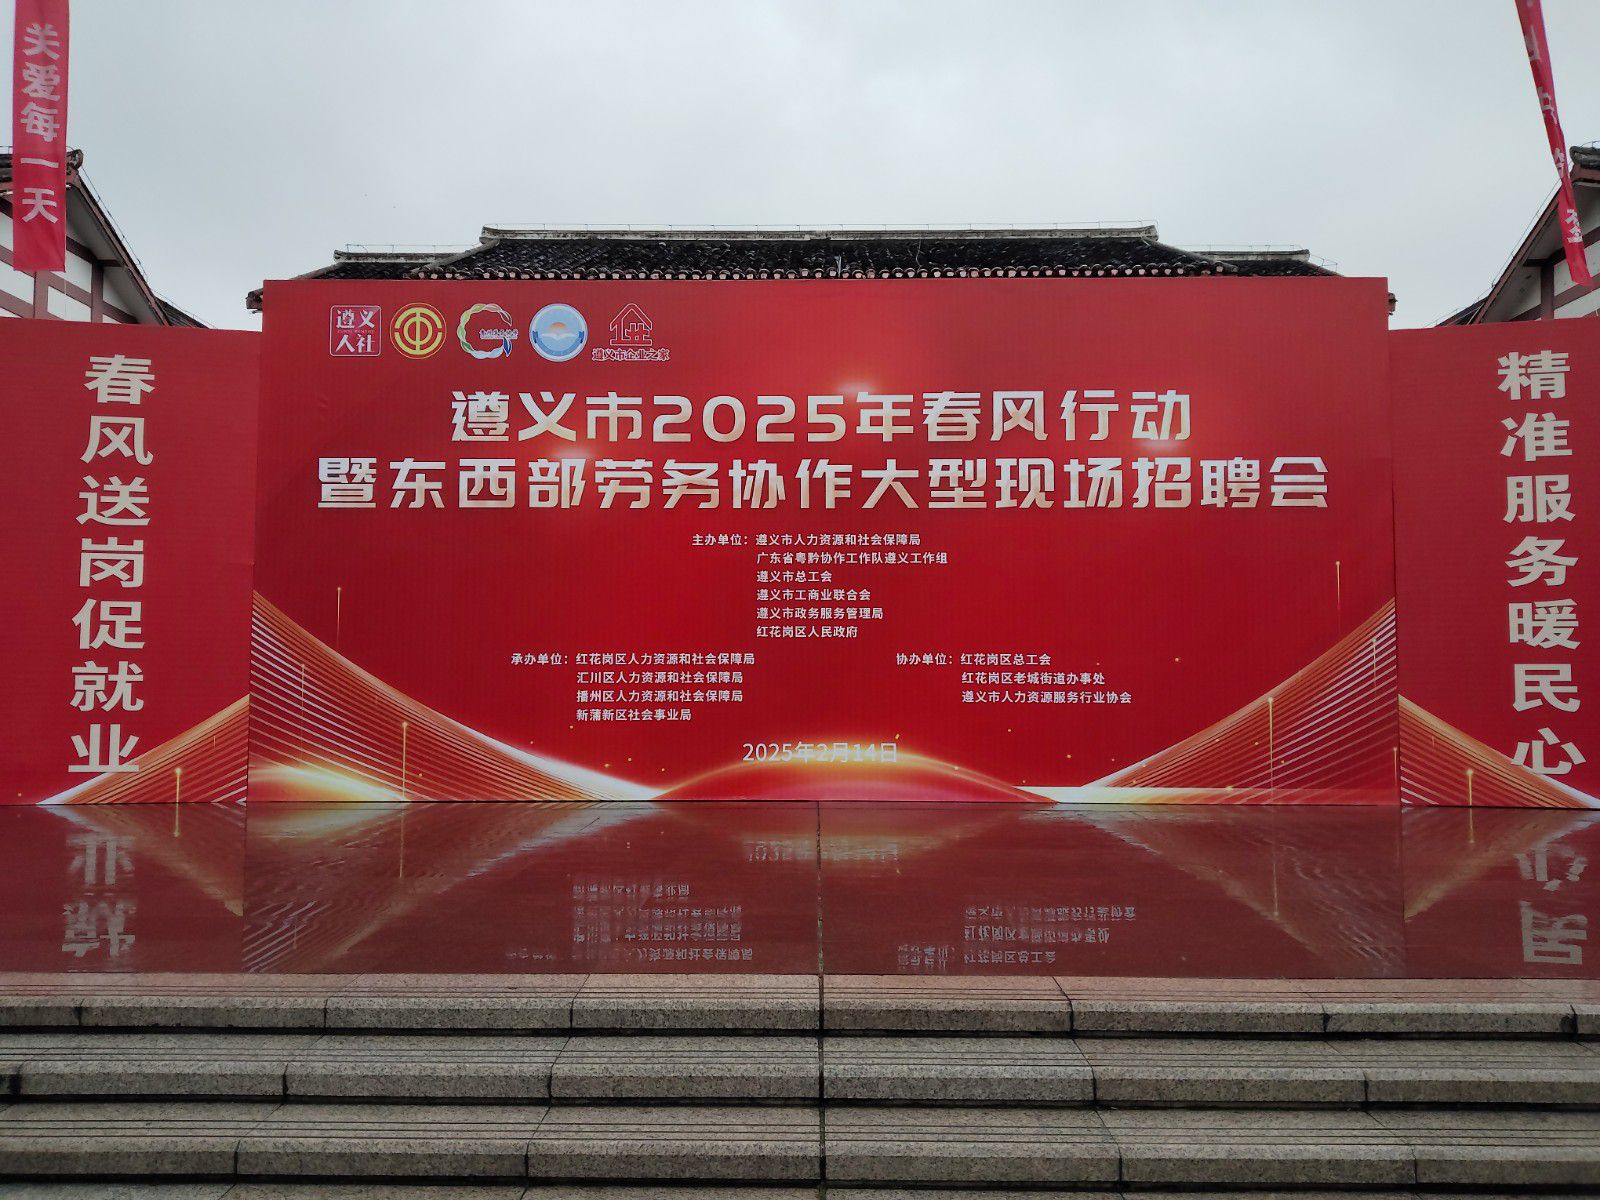 关爱每一天
遵义
人社
遵义市企业之家
遵义市2025年春风行动
暨东西部劳务协作大型现场招聘会
主办单位：遵义市人力资源和社会保障局
广东省粤黔协作工作队遵义工作组
遵义市总工会
遵义市工商业联合会
遵义市政务服务管理局
红花岗区人民政府
承办单位：红花岗区人力资源和社会保障局
汇川区人力资源和社会保障局
播州区人力资源和社会保障局
新蒲新区社会事业局
协办单位：红花岗区总工会
红花岗区老城街道办事处
遵义市人力资源服务行业协会
2025年2月14日
春风送岗促就业
精准服务暖民心